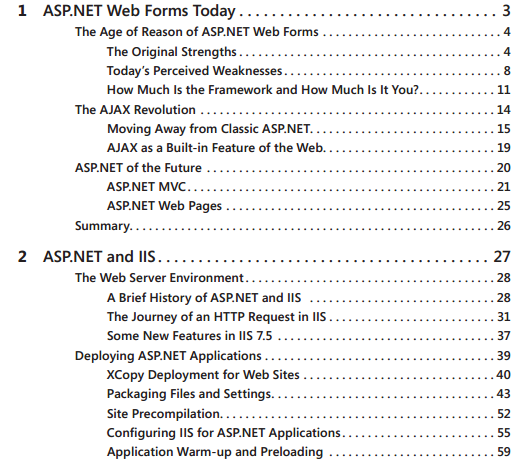 1 ASP.NET Web Forms Today . . . . . . . . . . . . . . . . . . . . . . . . . . . . . . 3
The Age of Reason of ASP.NET Web Forms . . . . . . . . . . . . . . . . . . . . 4
The Original Strengths . . . . . . . . . . . . . . . . . . . . . . . . . . . . . . 4
Today's Perceived Weaknesses . . . . . . . . . . . . . . . . . . . . . . . . 8
How Much Is the Framework and How Much Is It You? . . . . . . . . . 11
The AJAX Revolution . . . . . . . . . . . . . . . . . . . . . . . . . . . . . . 14
Moving Away from Classic ASP.NET . . . . . . . . . . . . . . . . . . . . 15
AJAX as a Built-in Feature of the Web . . . . . . . . . . . . . . . . . . 19
ASP.NET of the Future . . . . . . . . . . . . . . . . . . . . . . . . . . . . . . 20
ASP.NET MVC . . . . . . . . . . . . . . . . . . . . . . . . . . . . . . 21
ASP.NET Web Pages . . . . . . . . . . . . . . . . . . . . . . . . . . . . . . 25
Summary . . . . . . . . . . . . . . . . . . . . . . . . . . . . . . 26
2 ASP.NET and IIS . . . . . . . . . . . . . . . . . . . . . . . . . . . . . . 27
The Web Server Environment . . . . . . . . . . . . . . . . . . . . . . . . 28
A Brief History of ASP.NET and IIS . . . . . . . . . . . . . . . . . . . . 28
The Journey of an HTTP Request in IIS . . . . . . . . . . . . . . . . . . 31
Some New Features in IIS 7.5 . . . . . . . . . . . . . . . . . . . . . . . . 37
Deploying ASP.NET Applications . . . . . . . . . . . . . . . . . . . . . . . . 39
XCopy Deployment for Web Sites . . . . . . . . . . . . . . . . . . . . 40
Packaging Files and Settings . . . . . . . . . . . . . . . . . . . . . . . . 43
Site Precompilation . . . . . . . . . . . . . . . . . . . . . . . . . . . . . . 52
Configuring IIS for ASP.NET Applications . . . . . . . . . . . . . . . . 55
Application Warm-up and Preloading . . . . . . . . . . . . . . . . . . 59